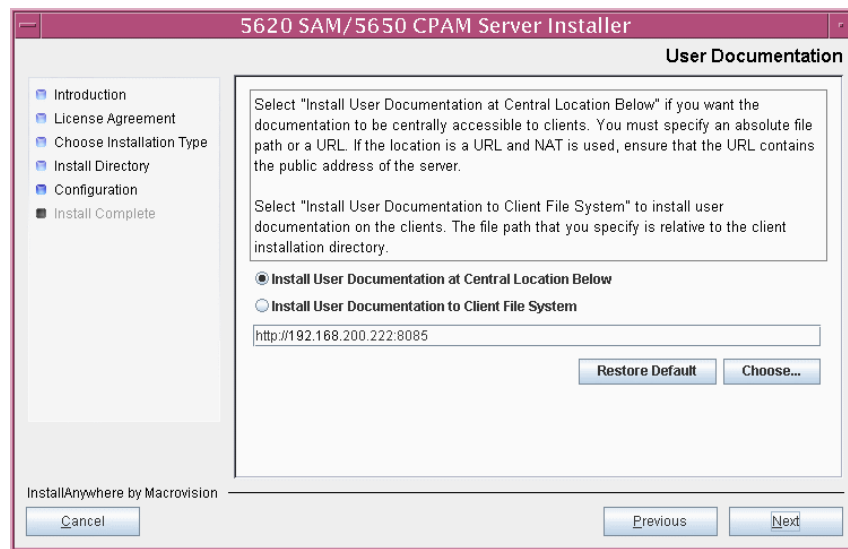 5620 SAM/5650 CPAM Server Installer
User Documentation
Introduction
License Agreement
Choose Installation Type
Install Directory
Configuration
Install Complete
Select "Install User Documentation at Central Location Below" if you want the
documentation to be centrally accessible to clients. You must specify an absolute file
path or a URL. If the location is a URL and NAT is used, ensure that the URL contains
the public address of the server.
Select "Install User Documentation to Client File System" to install user
documentation on the clients. The file path that you specify is relative to the client
installation directory.
Install User Documentation at Central Location Below
Install User Documentation to Client File System
http://192.168.200.222:8085
Restore Default
Choose...
InstallAnywhere by Macrovision
Cancel
Previous
Next